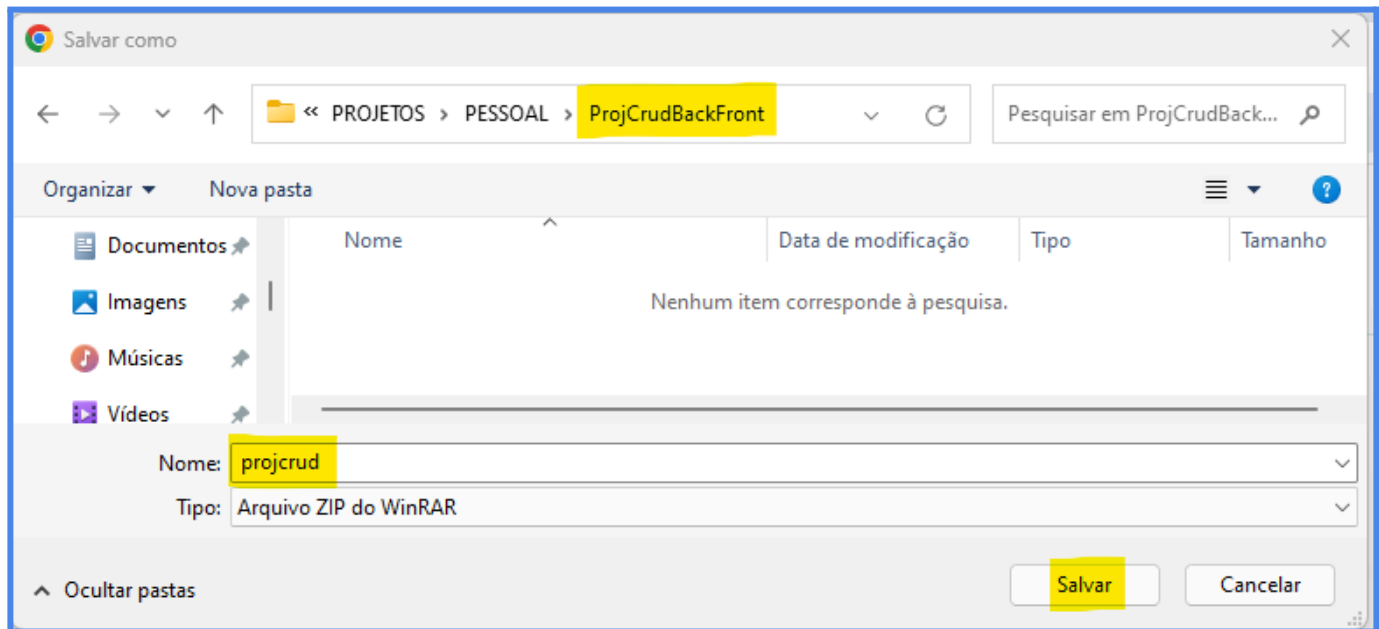 Salvar como
« PROJETOS > PESSOAL > ProjCrudBackFront
Pesquisar em ProjCrudBack...
Organizar Nova pasta
Nome Data de modificação Tipo Tamanho
Documentos
Nenhum item corresponde à pesquisa.
Imagens
Músicas
Vídeos
Nome: projcrud
Tipo: Arquivo ZIP do WinRAR
Ocultar pastas
Salvar Cancelar